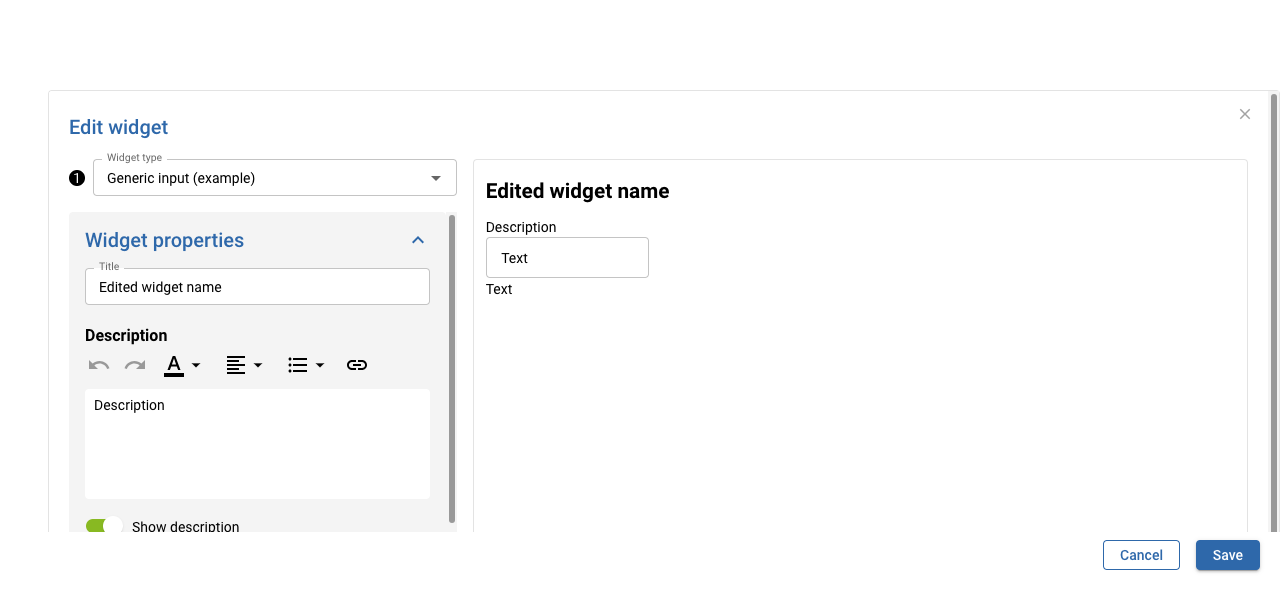 Edit widget
Widget type
1 Generic input (example)
Widget properties
Title
Edited widget name
Description
A
Description
Show description
Edited widget name
Description
Text
Text
Cancel Save